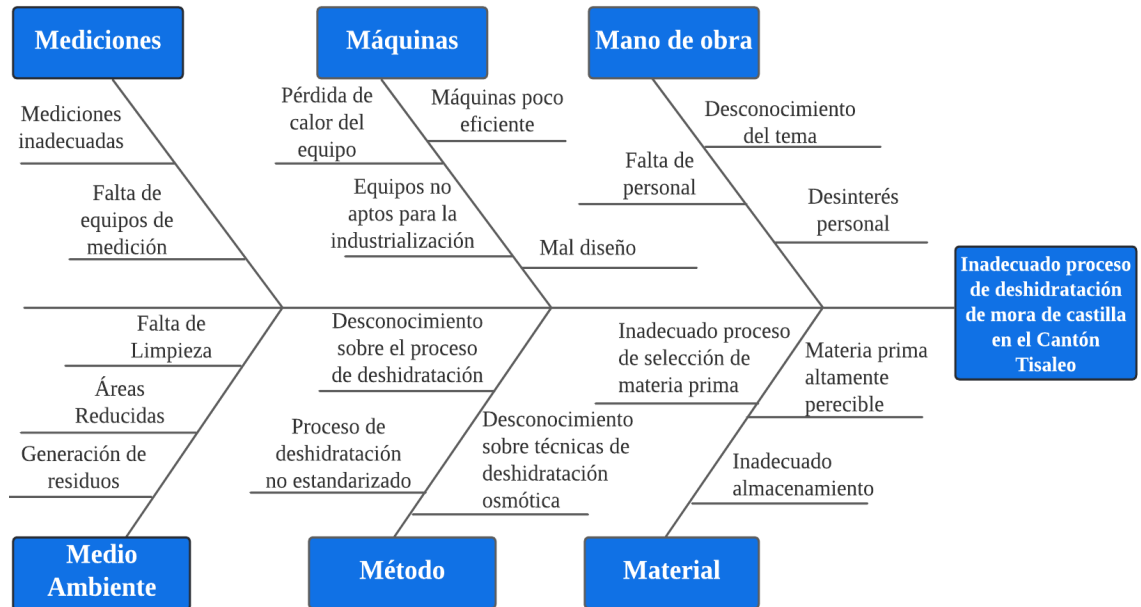 Mediciones
Máquinas
Mano de obra
Mediciones
inadecuadas
Falta de
equipos de
medición
Pérdida de
calor del
equipo
Máquinas poco
eficiente
Equipos no
aptos para la
industrialización
Mal diseño
Desconocimiento
del tema
Falta de
personal
Desinterés
personal
Inadecuado proceso
de deshidratación
de mora de castilla
en el Cantón
Tisaleo
Falta de
Limpieza
Áreas
Reducidas
Generación de
residuos
Desconocimiento
sobre el proceso
de deshidratación
Proceso de
deshidratación
no estandarizado
Desconocimiento
sobre técnicas de
deshidratación
osmótica
Inadecuado proceso
de selección de
materia prima
Materia prima
altamente
perecible
Inadecuado
almacenamiento
Medio
Ambiente
Método
Material